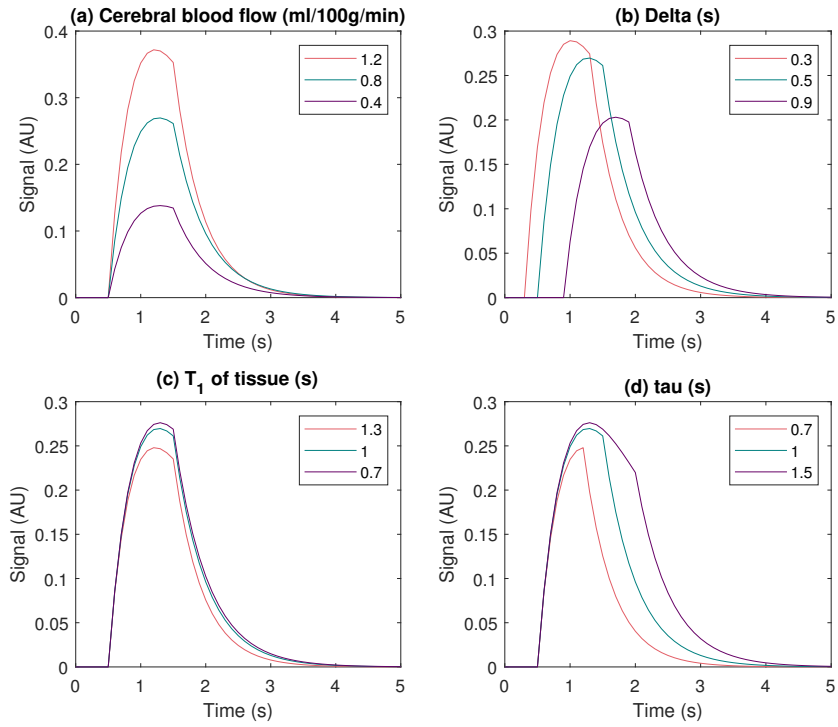 (a) Cerebral blood flow (ml/100g/min)
0.4
0.3
0.2
0.1
0
Signal (AU)
1.2
0.8
0.4
0 1 2 3 4 5
Time (s)
(b) Delta (s)
0.3
0.25
0.2
0.15
0.1
0.05
0
Signal (AU)
0.3
0.5
0.9
0 1 2 3 4 5
Time (s)
(c) T1 of tissue (s)
0.3
0.25
0.2
0.15
0.1
0.05
0
Signal (AU)
1.3
1
0.7
0 1 2 3 4 5
Time (s)
(d) tau (s)
0.3
0.25
0.2
0.15
0.1
0.05
0
Signal (AU)
0.7
1
1.5
0 1 2 3 4 5
Time (s)